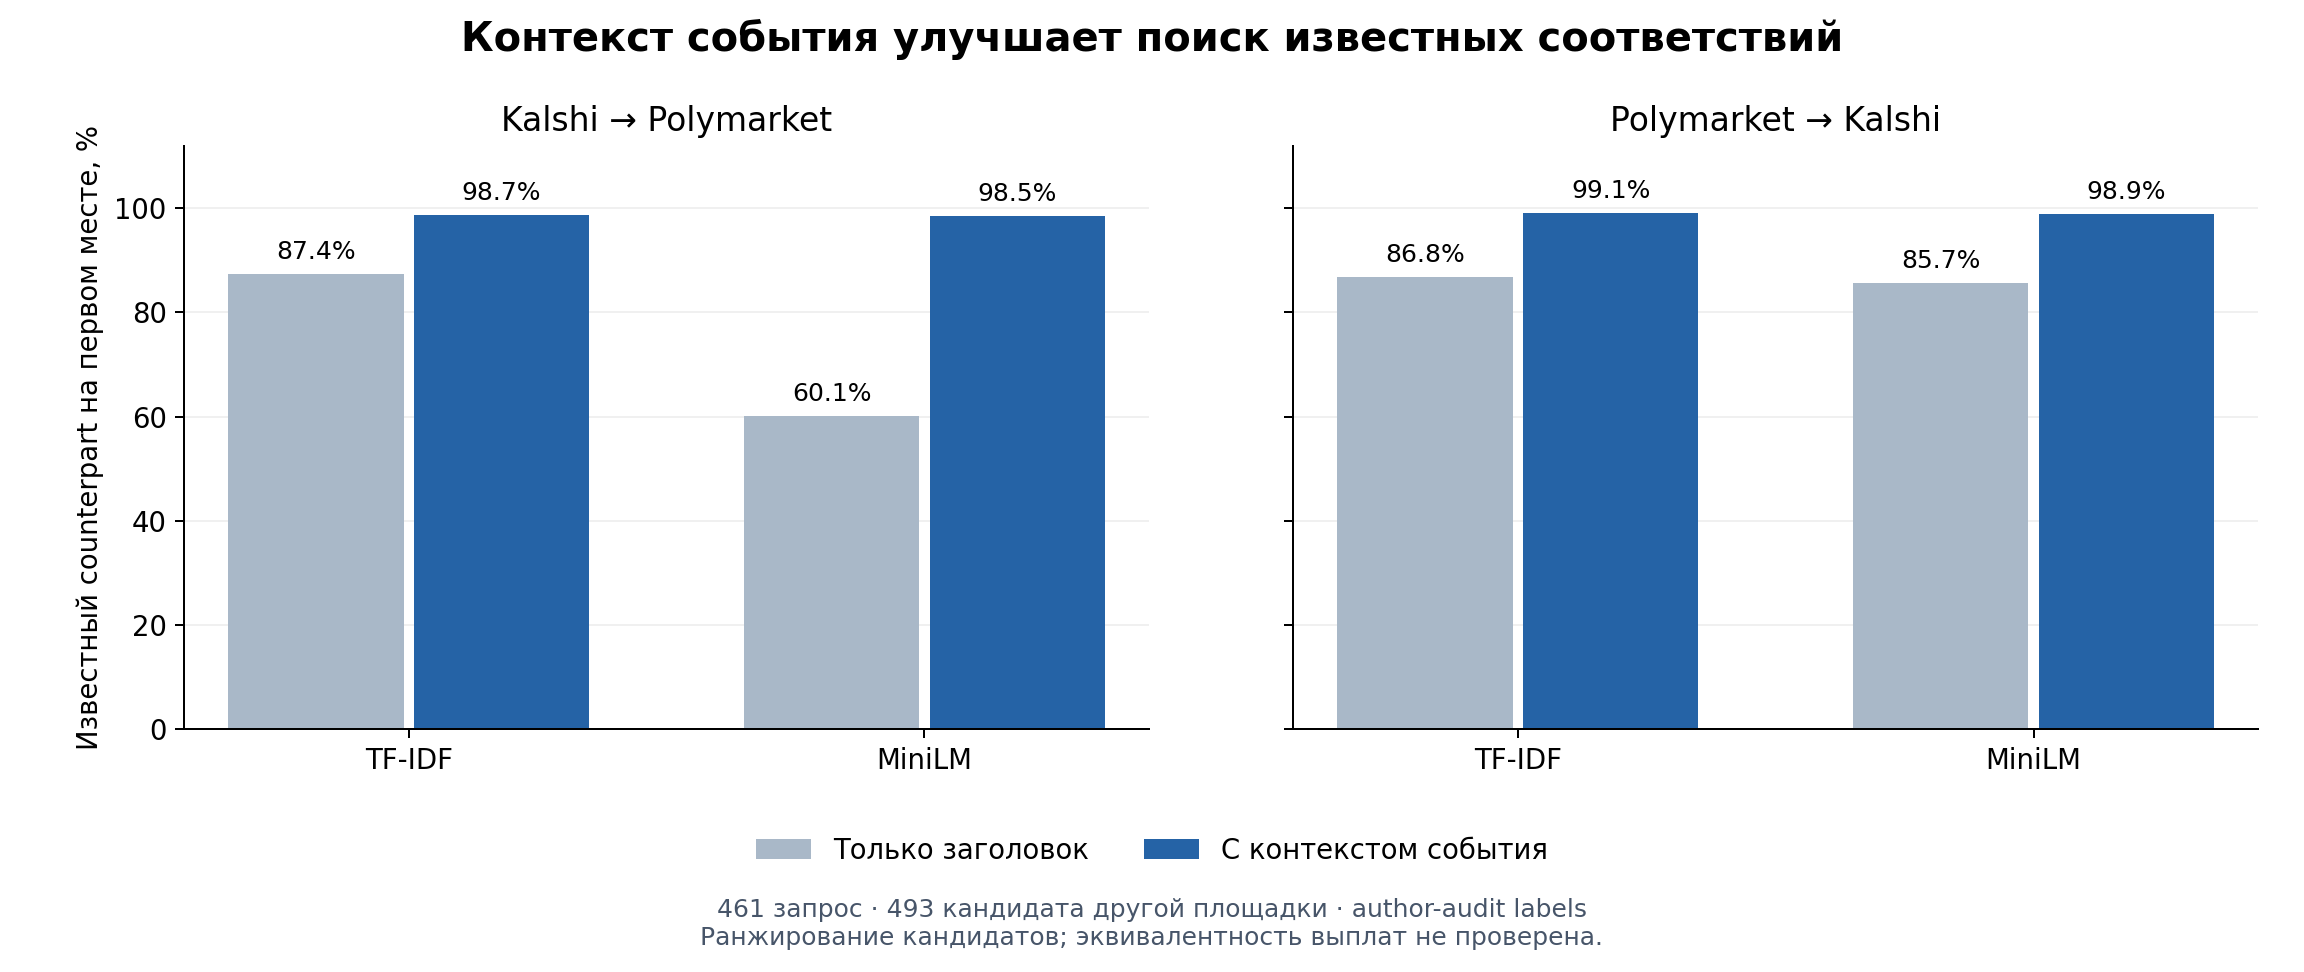 Контекст события улучшает поиск известных соответствий
Kalshi → Polymarket
Известный counterpart на первом месте, %
100
80
60
40
20
0
87.4%
98.7%
60.1%
98.5%
TF-IDF
MiniLM
Polymarket → Kalshi
86.8%
99.1%
85.7%
98.9%
TF-IDF
MiniLM
Только заголовок
С контекстом события
461 запрос · 493 кандидата другой площадки · author-audit labels
Ранжирование кандидатов; эквивалентность выплат не проверена.